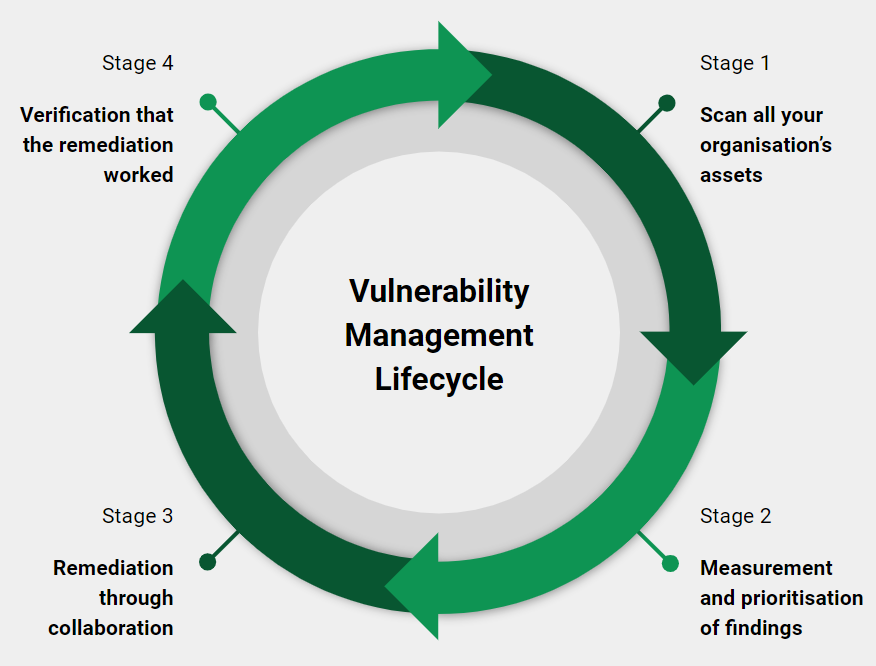 Stage 4
Verification that
the remediation
worked
Stage 1
Scan all your
organisation’s
assets
Vulnerability
Management
Lifecycle
Stage 3
Remediation
through
collaboration
Stage 2
Measurement
and prioritisation
of findings